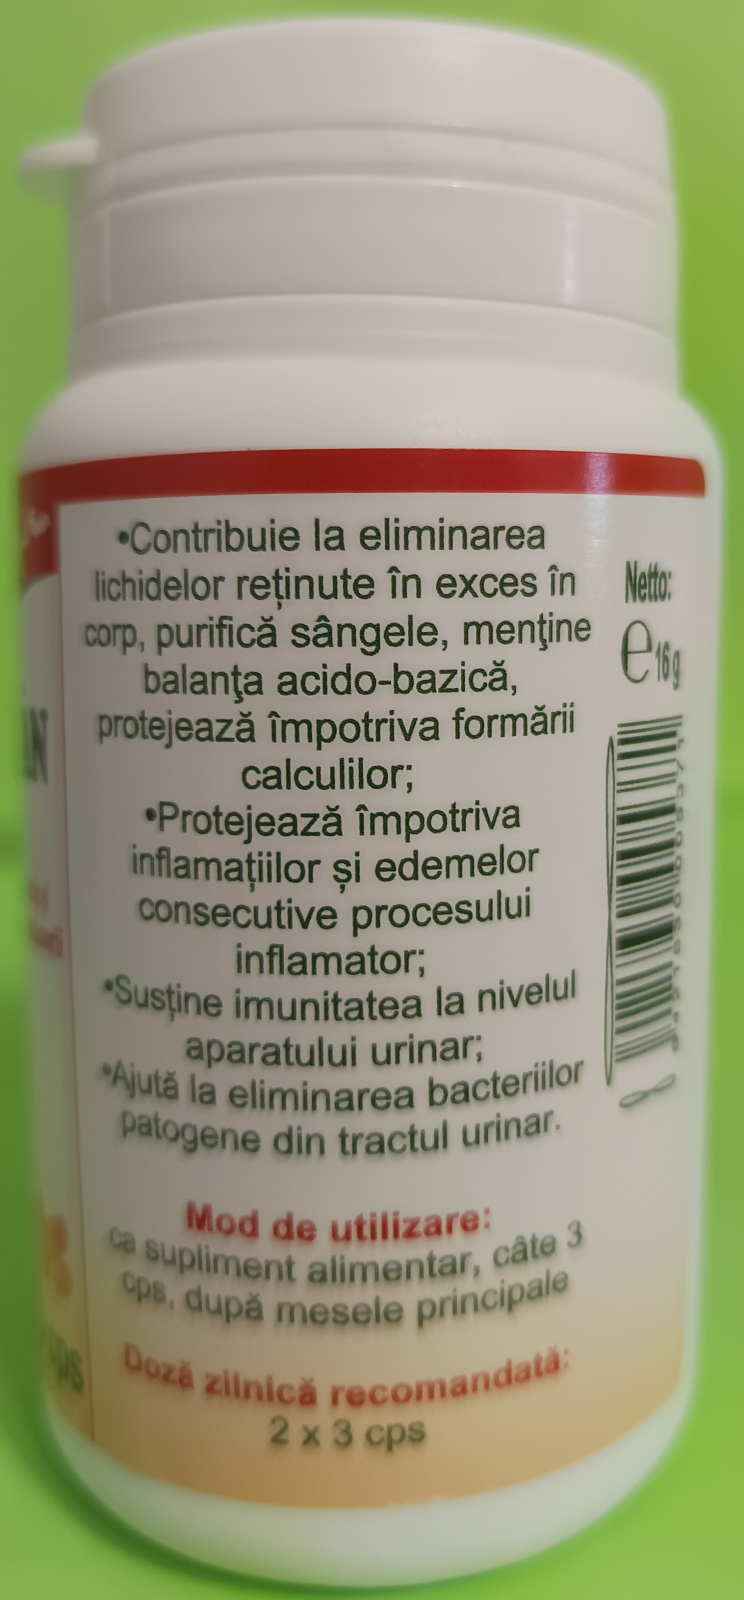 •Contribuie la eliminarea
lichidelor reținute în exces în
corp, purifică sângele, menţine
balanţa acido-bazică,
protejează împotriva formării
calculilor;
•Protejează împotriva
inflamațiilor și edemelor
consecutive procesului
inflamator;
•Susține imunitatea la nivelul
aparatului urinar;
•Ajută la eliminarea bacteriilor
patogene din tractul urinar.
Mod de utilizare:
ca supliment alimentar, câte 3
cps, după mesele principale
Doză zilnică recomandată:
2 x 3 cps
Netto:
e 16 g
cps